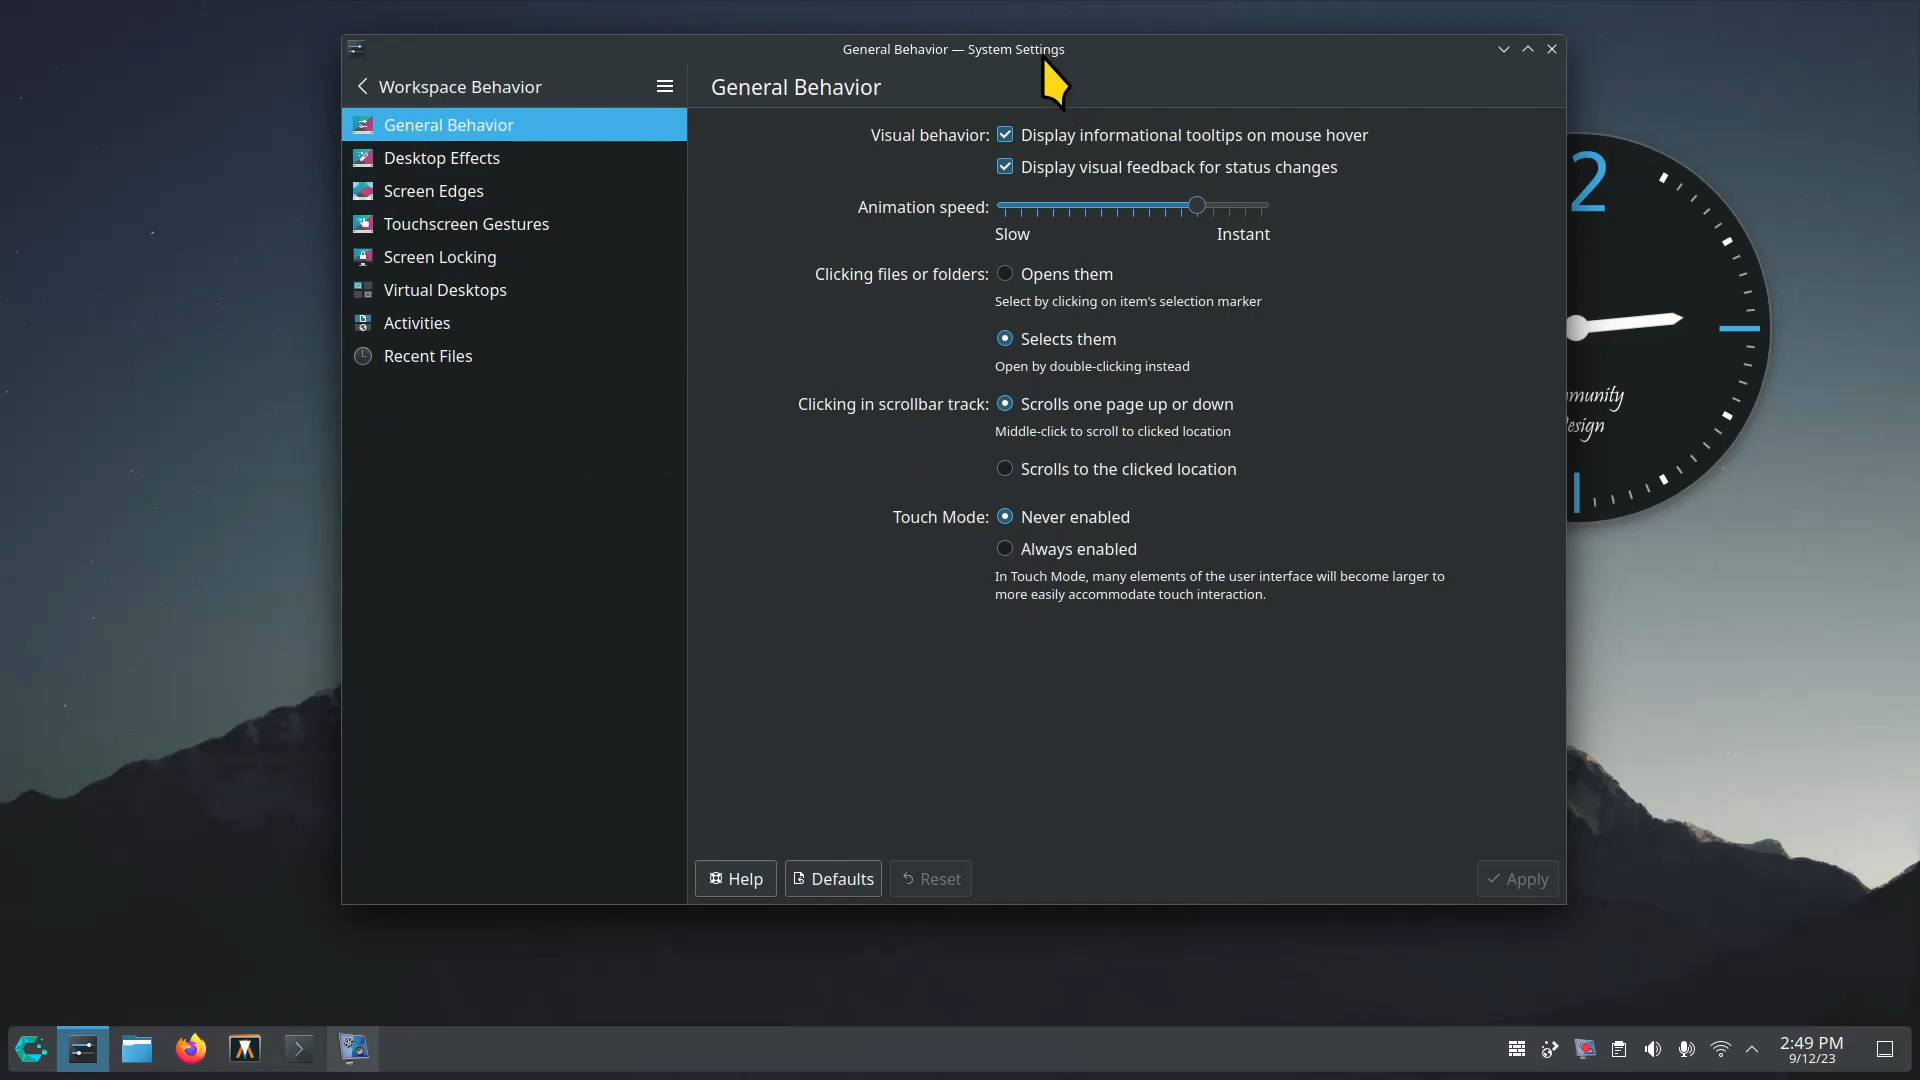 General Behavior — System Settings
Workspace Behavior
General Behavior
Desktop Effects
Screen Edges
Touchscreen Gestures
Screen Locking
Virtual Desktops
Activities
Recent Files
General Behavior
Visual behavior: Display informational tooltips on mouse hover
Display visual feedback for status changes
Animation speed:
Slow Instant
Clicking files or folders: Opens them
Select by clicking on item's selection marker
Selects them
Open by double-clicking instead
Clicking in scrollbar track: Scrolls one page up or down
Middle-click to scroll to clicked location
Scrolls to the clicked location
Touch Mode: Never enabled
Always enabled
In Touch Mode, many elements of the user interface will become larger to
more easily accommodate touch interaction.
Help Defaults Reset Apply
2
munity
esign
2:49 PM
9/12/23